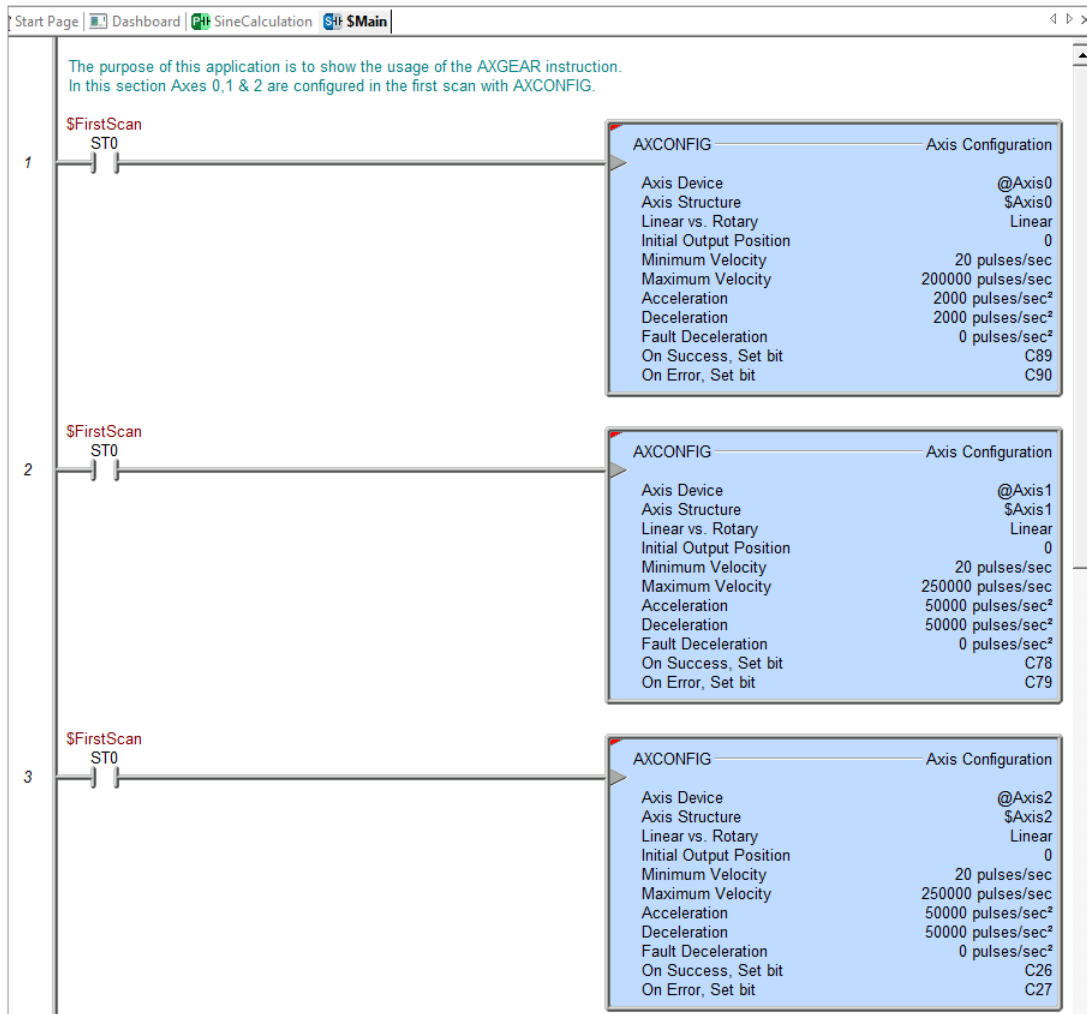 Start Page Dashboard SineCalculation $Main
The purpose of this application is to show the usage of the AXGEAR instruction.
In this section Axes 0,1 & 2 are configured in the first scan with AXCONFIG.
1
$FirstScan
ST0
AXCONFIG Axis Configuration
Axis Device @Axis0
Axis Structure $Axis0
Linear vs. Rotary Linear
Initial Output Position 0
Minimum Velocity 20 pulses/sec
Maximum Velocity 200000 pulses/sec
Acceleration 2000 pulses/sec²
Deceleration 2000 pulses/sec²
Fault Deceleration 0 pulses/sec²
On Success, Set bit C89
On Error, Set bit C90
2
$FirstScan
ST0
AXCONFIG Axis Configuration
Axis Device @Axis1
Axis Structure $Axis1
Linear vs. Rotary Linear
Initial Output Position 0
Minimum Velocity 20 pulses/sec
Maximum Velocity 250000 pulses/sec
Acceleration 50000 pulses/sec²
Deceleration 50000 pulses/sec²
Fault Deceleration 0 pulses/sec²
On Success, Set bit C78
On Error, Set bit C79
3
$FirstScan
ST0
AXCONFIG Axis Configuration
Axis Device @Axis2
Axis Structure $Axis2
Linear vs. Rotary Linear
Initial Output Position 0
Minimum Velocity 20 pulses/sec
Maximum Velocity 250000 pulses/sec
Acceleration 50000 pulses/sec²
Deceleration 50000 pulses/sec²
Fault Deceleration 0 pulses/sec²
On Success, Set bit C26
On Error, Set bit C27